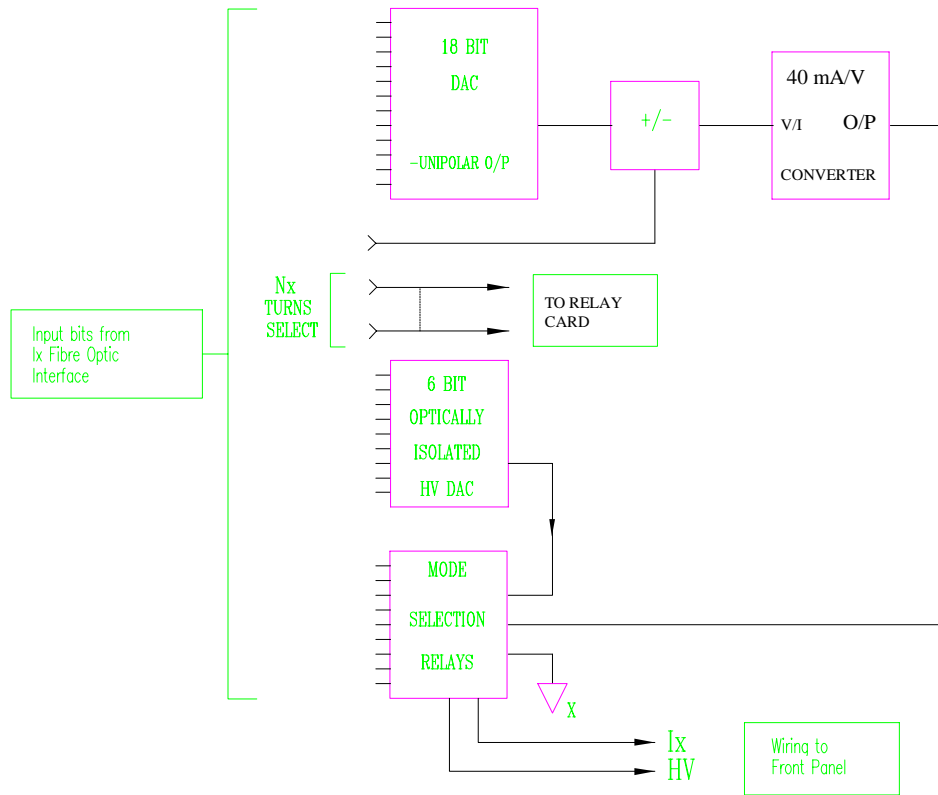 18 BIT
DAC
-UNIPOLAR O/P
+/-
40 mA/V
V/I O/P
CONVERTER
Nx
TURNS
SELECT
TO RELAY
CARD
Input bits from
Ix Fibre Optic
Interface
6 BIT
OPTICALLY
ISOLATED
HV DAC
MODE
SELECTION
RELAYS
X
Ix
HV
Wiring to
Front Panel